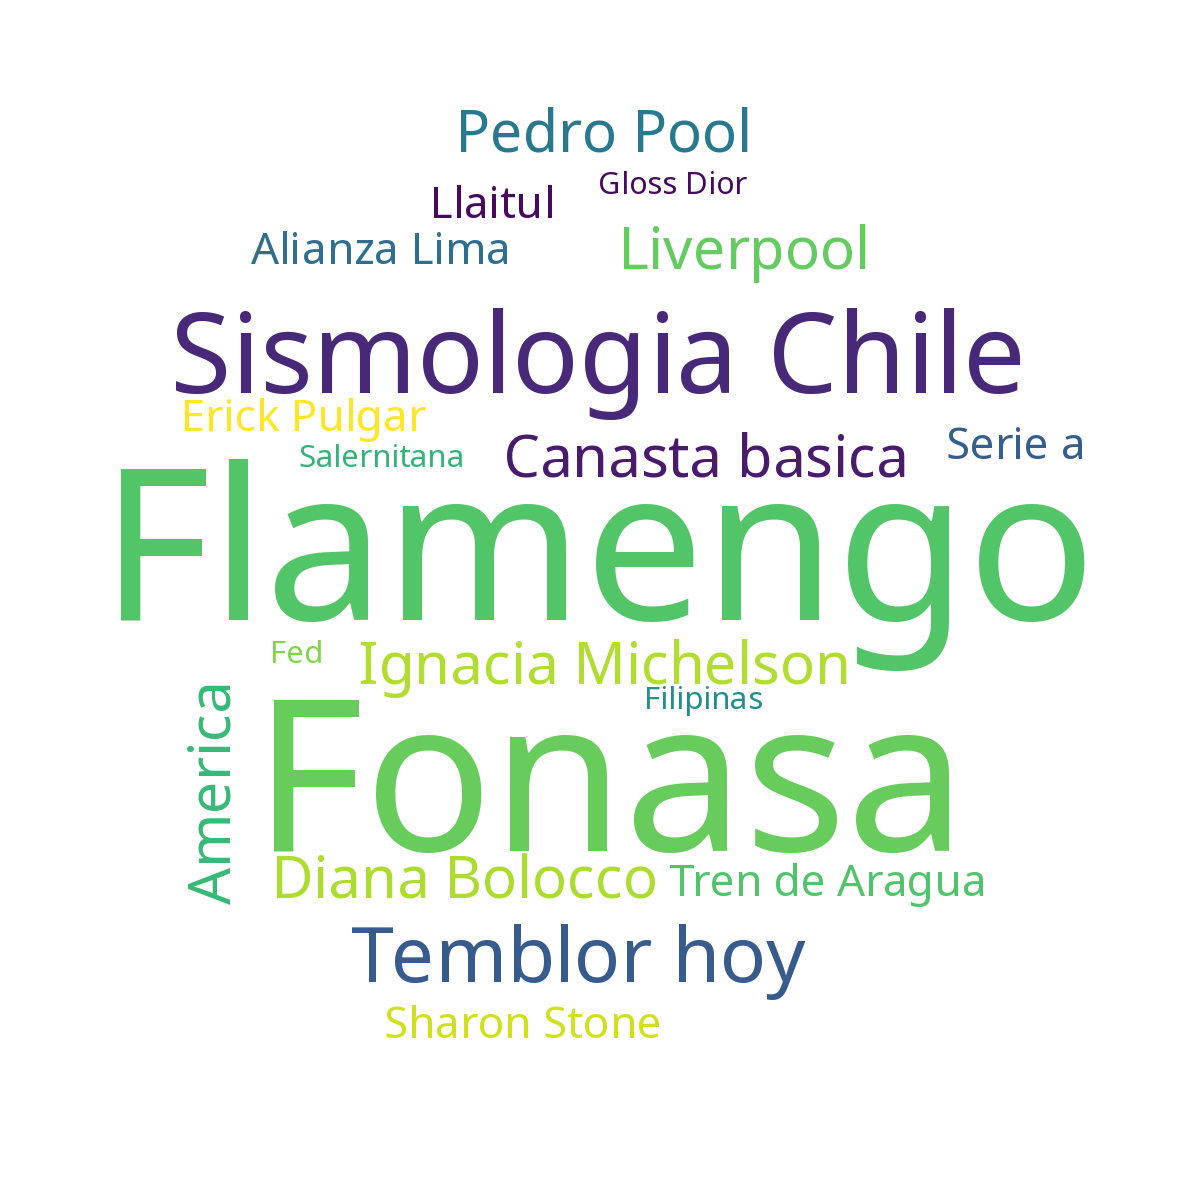 Pedro Pool
Gloss Dior
Llaitul
Alianza Lima
Liverpool
Sismologia Chile
Erick Pulgar
Canasta basica
Serie a
Salernitana
Flamengo
Fed
Ignacia Michelson
Filipinas
America
Fonasa
Diana Bolocco
Tren de Aragua
Temblor hoy
Sharon Stone